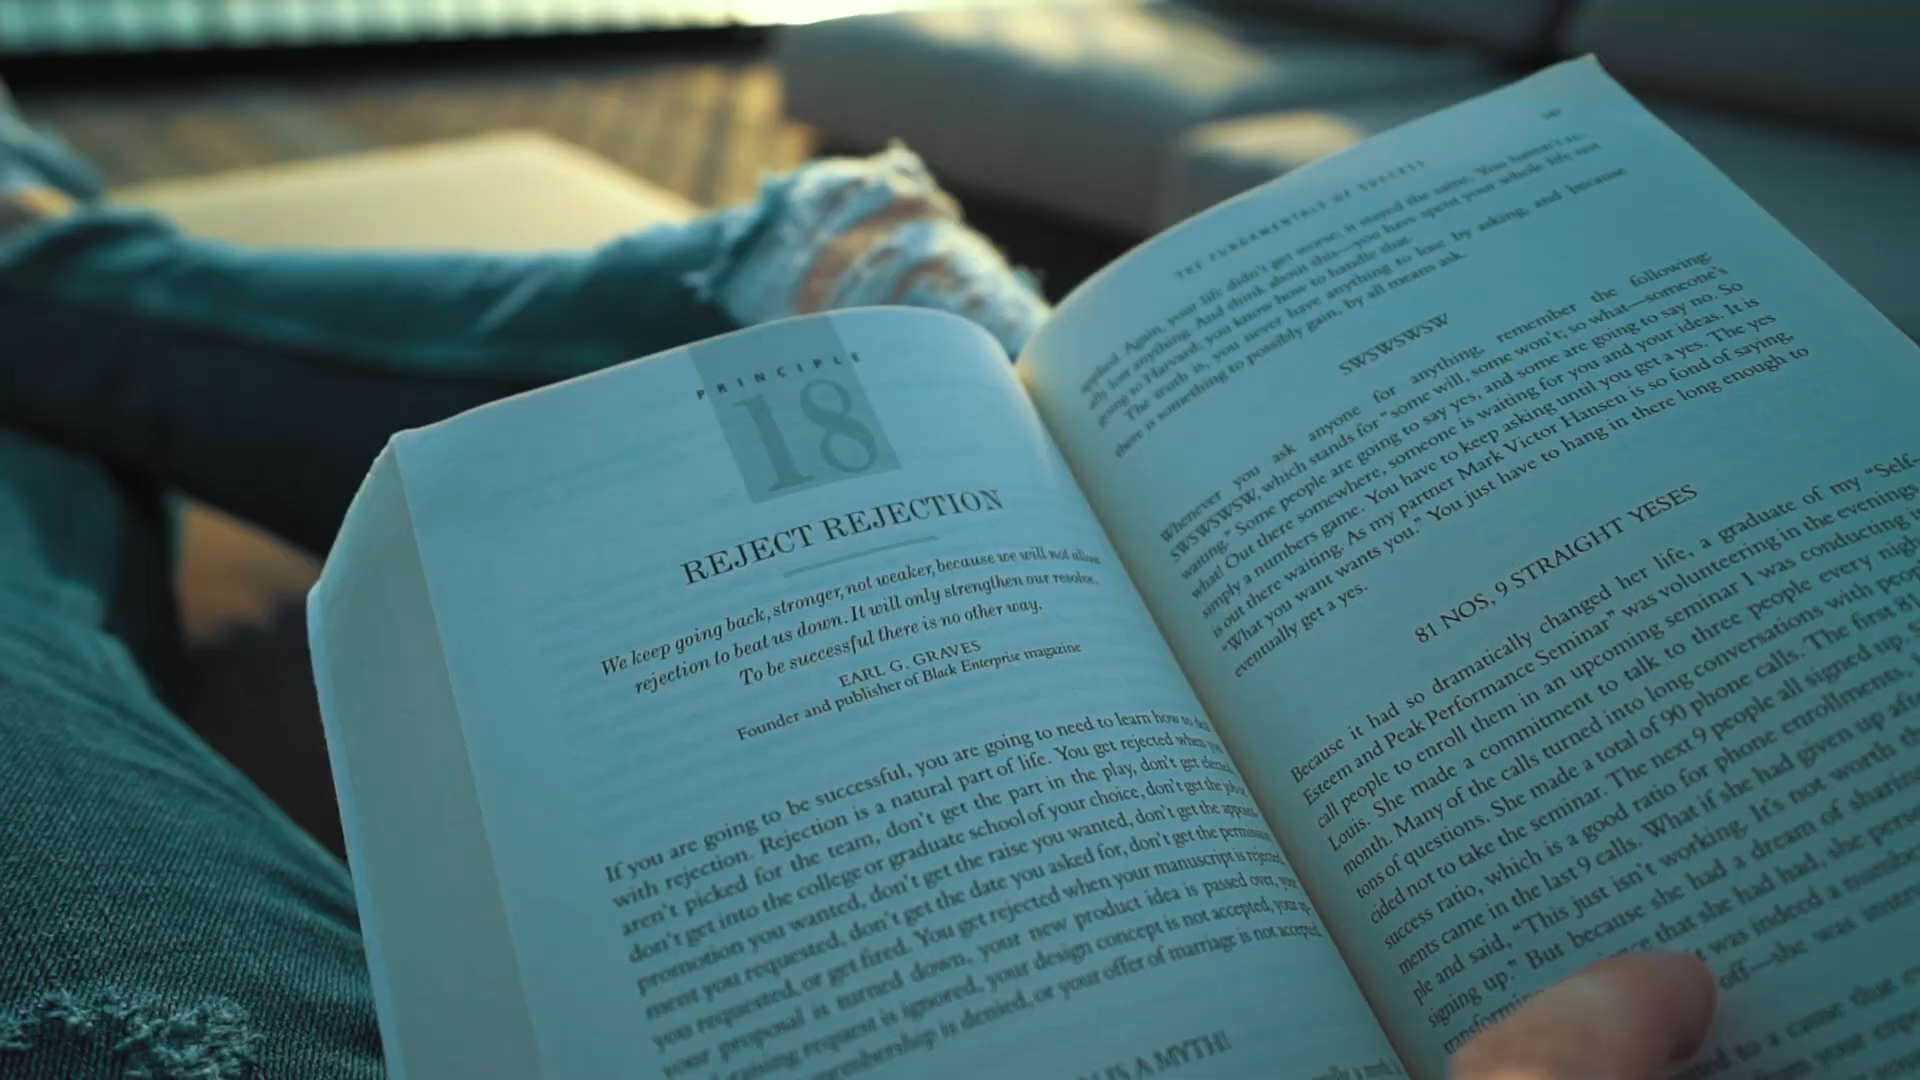 PRINCIPLE
18
REJECT REJECTION
We keep going back, stronger, not weaker, because we will not allow
rejection to beat us down. It will only strengthen our resolve.
To be successful there is no other way.
EARL G. GRAVES
Founder and publisher of Black Enterprise magazine
If you are going to be successful, you are going to need to learn how to
with rejection. Rejection is a natural part of life. You get rejected when you
aren't picked for the team, don't get the part in the play, don't get
don't get into the college or graduate school of your choice, don't get the
promotion you wanted, don't get the raise you wanted, don't get the
ment you requested, don't get the date you asked for, don't get the
you requested, or get fired. You get rejected when your manuscript is rejected,
your proposal is turned down, your new product idea is passed over, your
request is ignored, your design concept is not accepted, your
membership is denied, or your offer of marriage is not accepted
IS A MYTH!
THE FUNDAMENTALS OF SUCCESS
applied. Again, your life didn't get worse; it stayed the same. You haven't
ally lost anything. And think about this—you have spent your whole life not
going to Harvard; you know how to handle that.
The truth is, you never have anything to lose by asking, and because
there is something to possibly gain, by all means ask.
SWSWSWSW
Whenever you ask anyone for anything, remember the following:
SWSWSWSW, which stands for "some will, some won't; so what—someone's
waiting." Some people are going to say yes, and some are going to say no. So
what! Out there somewhere, someone is waiting for you and your ideas. It is
simply a numbers game. You have to keep asking until you get a yes. The yes
is out there waiting. As my partner Mark Victor Hansen is so fond of saying,
"What you want wants you." You just have to hang in there long enough to
eventually get a yes.
81 NOS, 9 STRAIGHT YESES
Because it had so dramatically changed her life, a graduate of my "Self-
Esteem and Peak Performance Seminar" was volunteering in the evenings
call people to enroll them in an upcoming seminar I was conducting in
Louis. She made a commitment to talk to three people every night
month. Many of the calls turned into long conversations with people
tons of questions. She made a total of 90 phone calls. The first 81
cided not to take the seminar. The next 9 people all signed up.
success ratio, which is a good ratio for phone enrollments,
ments came in the last 9 calls. What if she had given up after
ple and said, "This just isn't working. It's not worth the
signing up." But because she had a dream of sharing
transforming that she had had, she
it was indeed a numbers
off—she was
to a cause that
from your